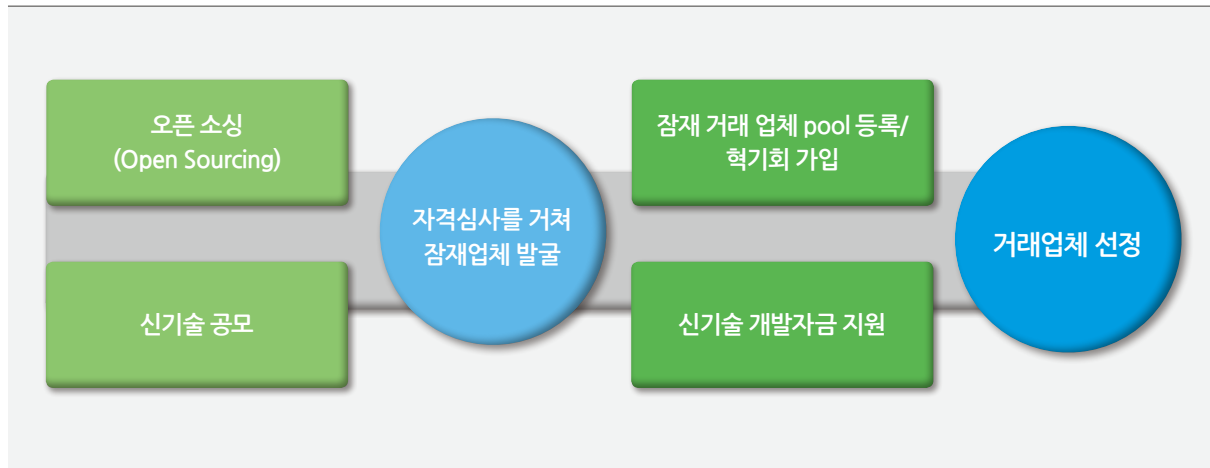 오픈 소싱
(Open Sourcing)
신기술 공모
자격심사를 거쳐
잠재업체 발굴
잠재 거래 업체 pool 등록/
혁기회 가입
신기술 개발자금 지원
거래업체 선정